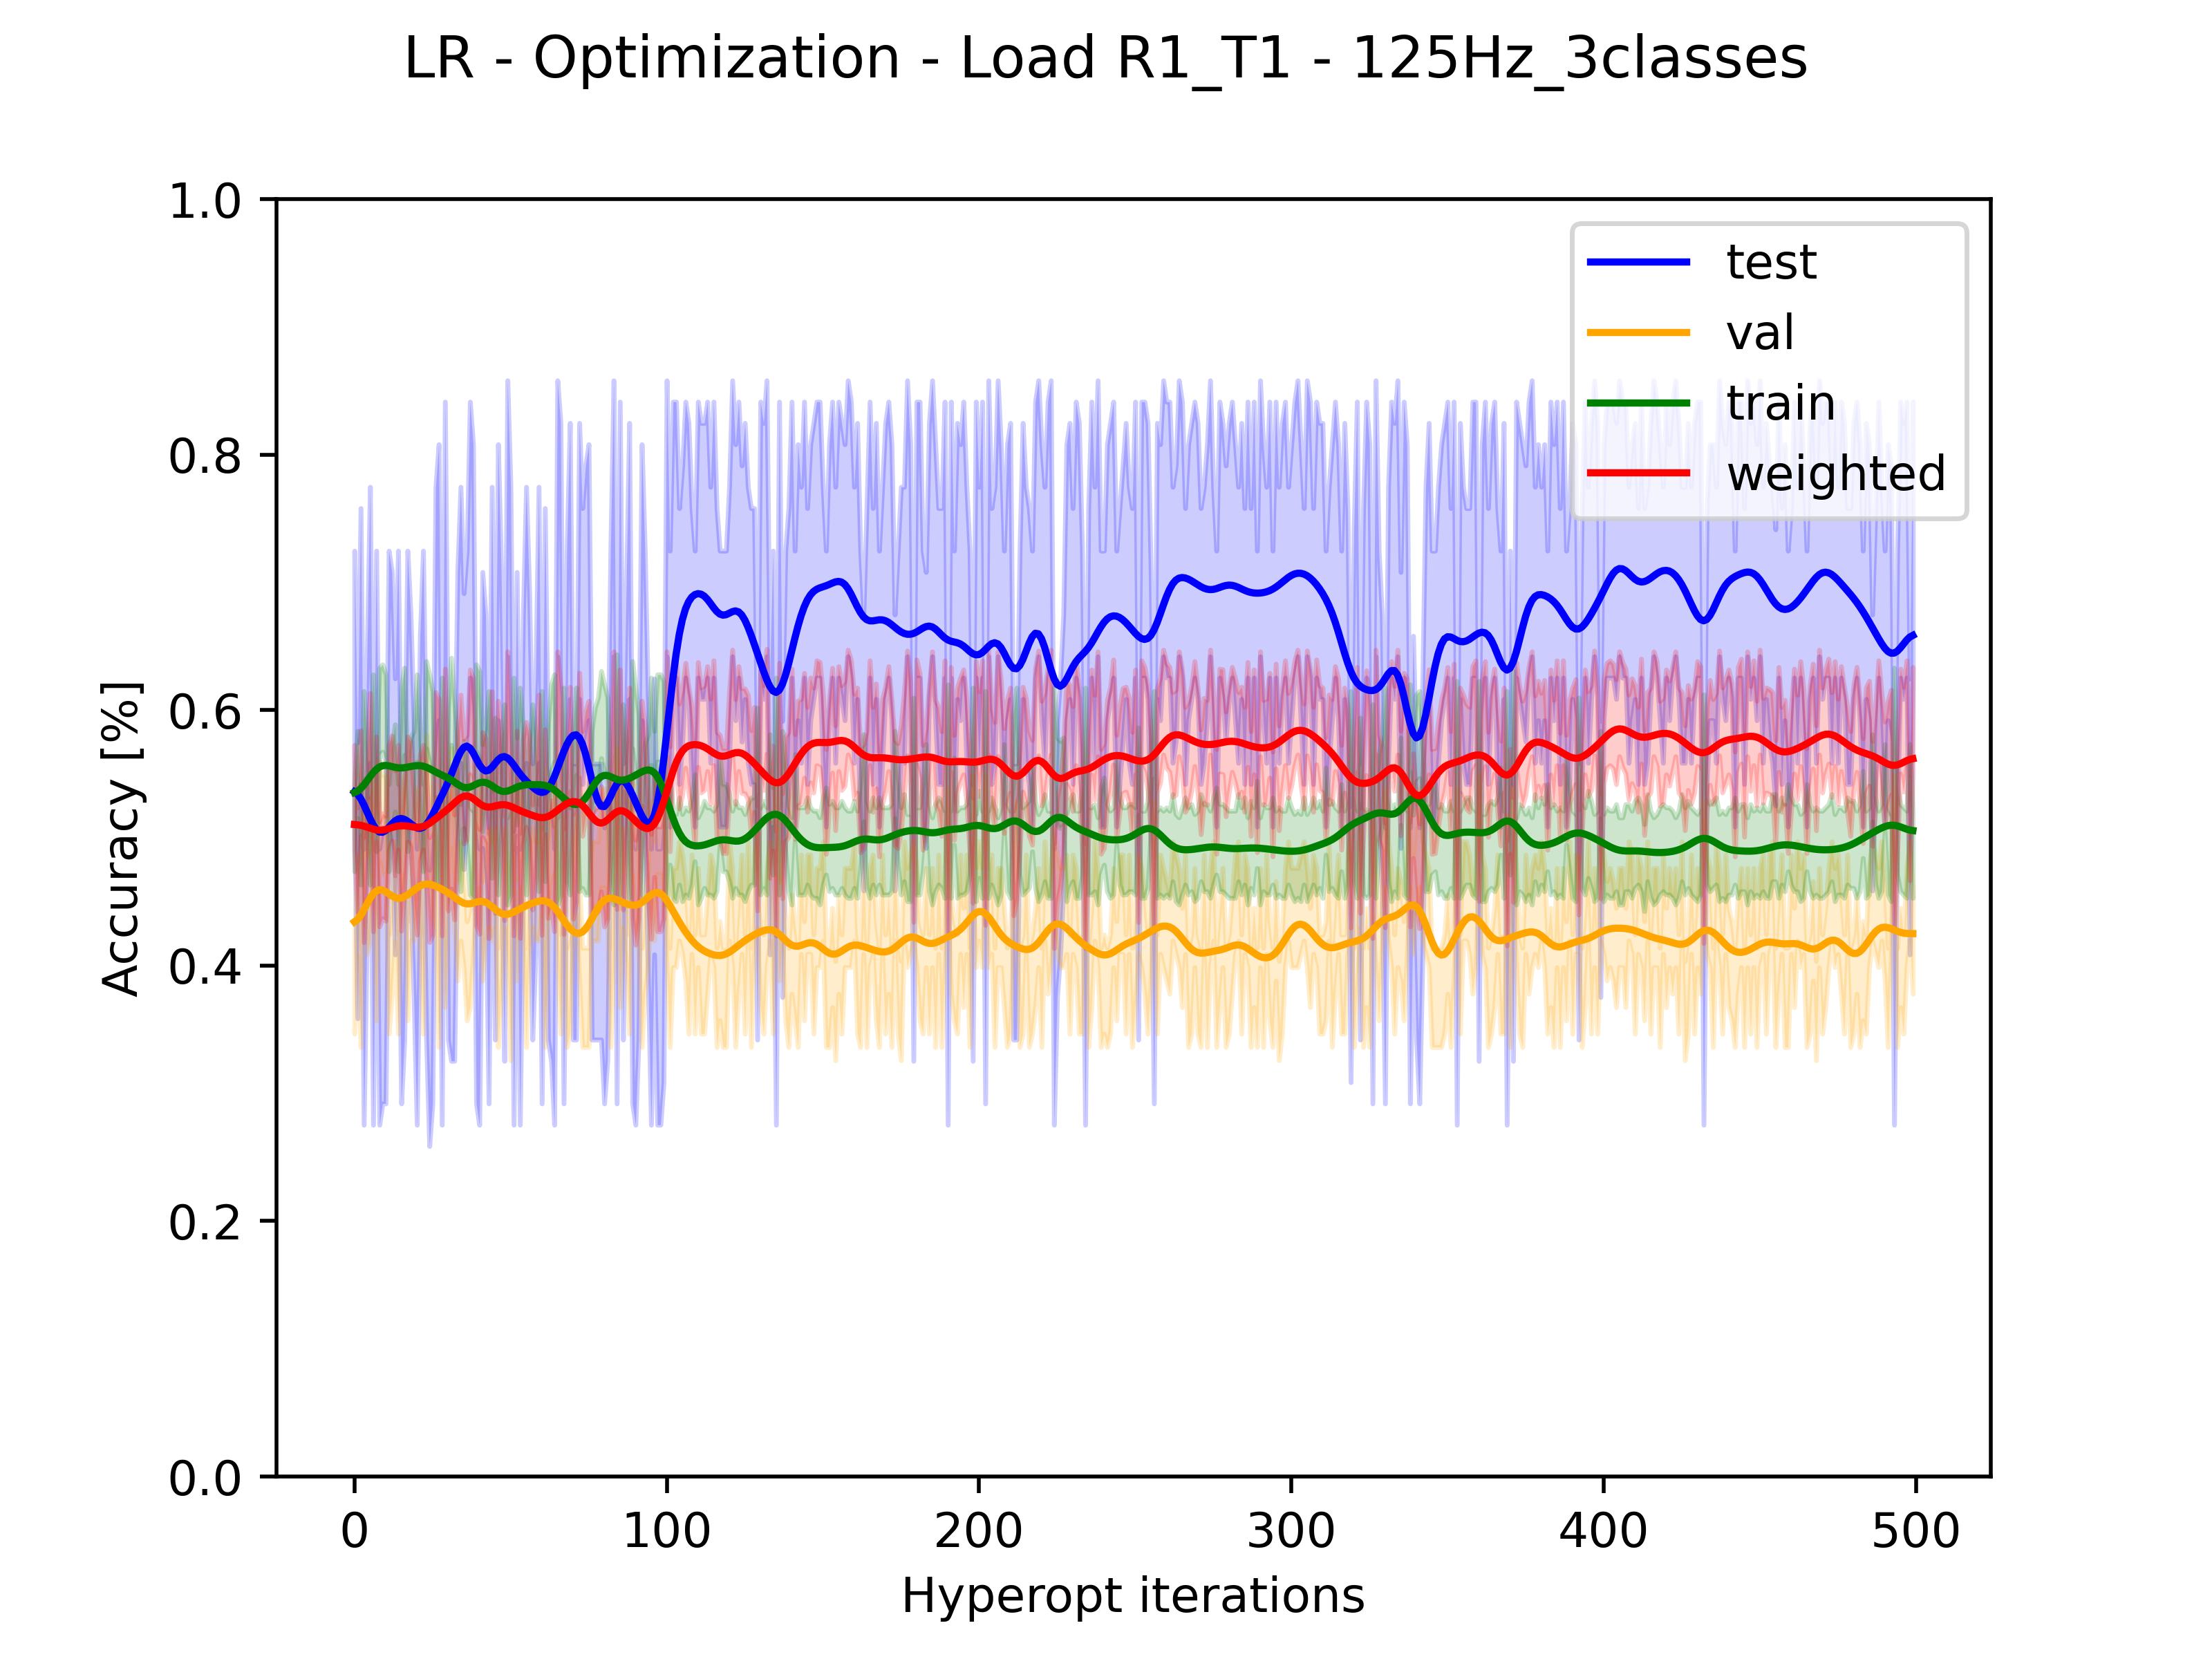 LR - Optimization - Load R1_T1 - 125Hz_3classes
1.0
0.8
0.6
0.4
0.2
0.0
Accuracy [%]
test
val
train
weighted
0 100 200 300 400 500
Hyperopt iterations